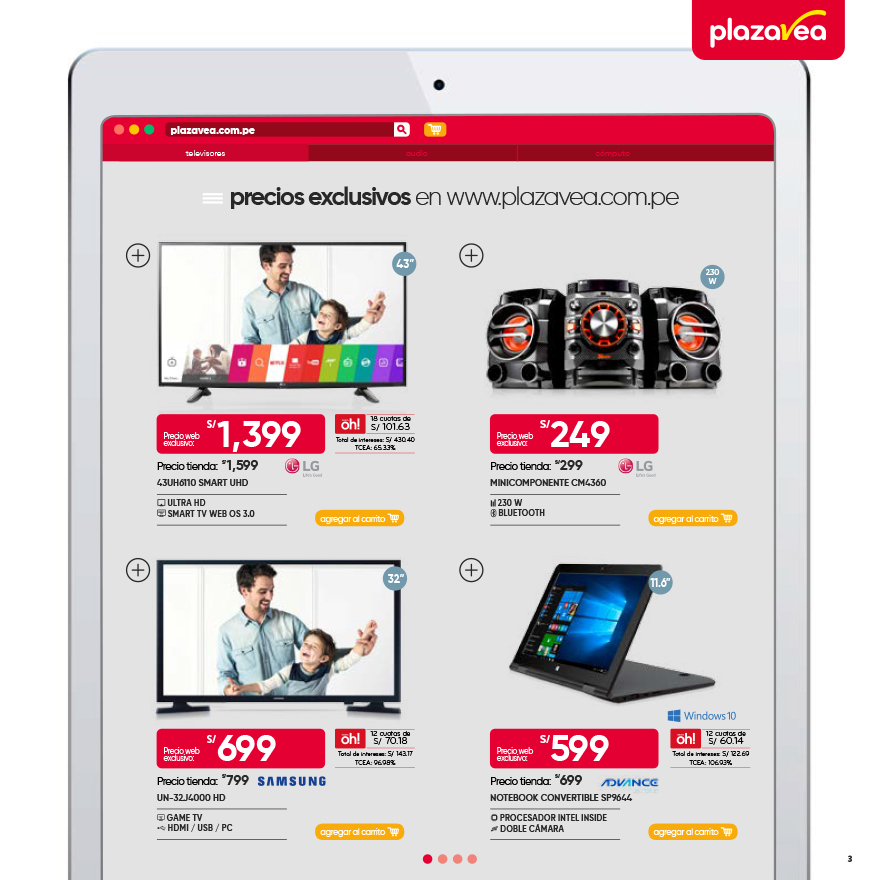 plazavea
plazavea.com.pe
televisores
audio
computo
precios exclusivos en www.plazavea.com.pe
43"
S/ 1,399
Precio web
exclusivo:
oh!
18 cuotas de
S/ 101.63
Total de intereses: S/ 430.40
TCEA: 65.33%
Precio tienda: S/1,599
LG
43UH6110 SMART UHD
ULTRA HD
SMART TV WEB OS 3.0
agregar al carrito
230
W
S/ 249
Precio web
exclusivo:
Precio tienda: S/299
LG
MINICOMPONENTE CM4360
230 W
BLUETOOTH
agregar al carrito
32"
S/ 699
Precio web
exclusivo:
oh!
12 cuotas de
S/ 70.18
Total de intereses: S/ 143.17
TCEA: 96.98%
Precio tienda: S/799
SAMSUNG
UN-32J4000 HD
GAME TV
HDMI / USB / PC
agregar al carrito
11.6"
Windows 10
S/ 599
Precio web
exclusivo:
oh!
12 cuotas de
S/ 60.14
Total de intereses: S/ 122.69
TCEA: 106.93%
Precio tienda: S/699
ADVANCE
NOTEBOOK CONVERTIBLE SP9644
PROCESADOR INTEL INSIDE
DOBLE CÁMARA
agregar al carrito
3